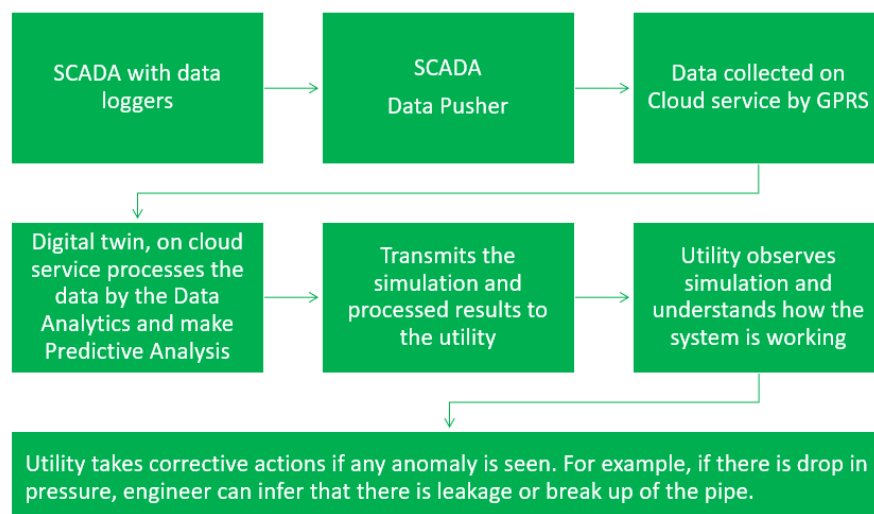 SCADA with data
loggers
SCADA
Data Pusher
Data collected on
Cloud service by GPRS
Digital twin, on cloud
service processes the
data by the Data
Analytics and make
Predictive Analysis
Transmits the
simulation and
processed results to
the utility
Utility observes
simulation and
understands how the
system is working
Utility takes corrective actions if any anomaly is seen. For example, if there is drop in
pressure, engineer can infer that there is leakage or break up of the pipe.